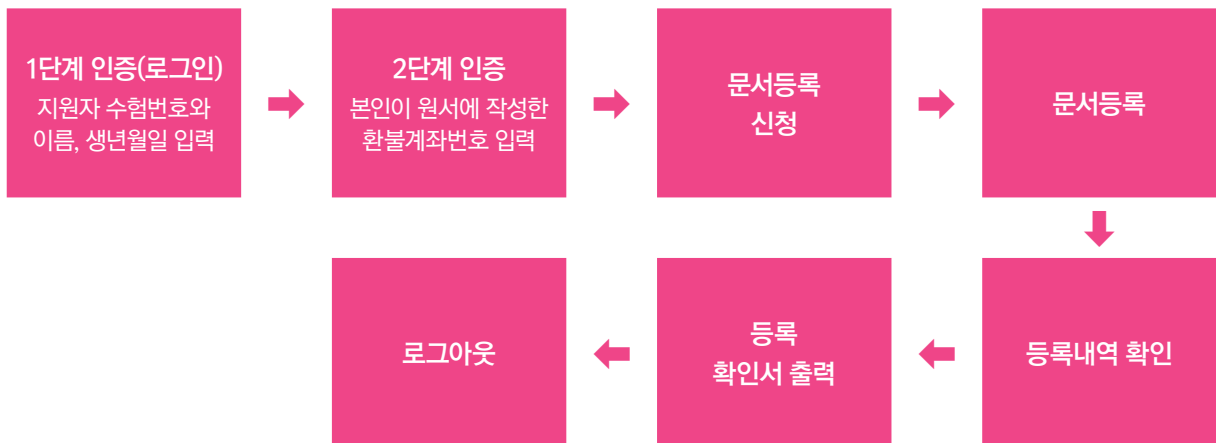 1단계 인증(로그인)
지원자 수험번호와
이름, 생년월일 입력
2단계 인증
본인이 원서에 작성한
환불계좌번호 입력
문서등록
신청
문서등록
등록내역 확인
등록
확인서 출력
로그아웃